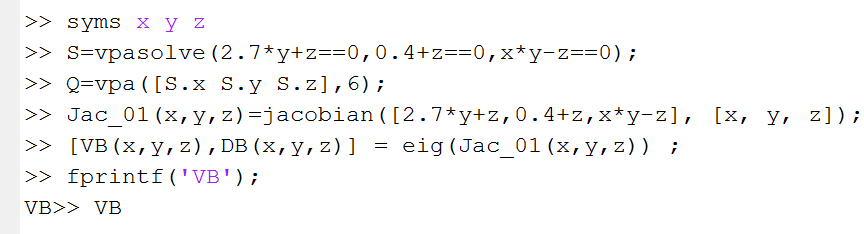 >> syms x y z
>> S=vpasolve(2.7*y+z==0,0.4+z==0,x*y-z==0);
>> Q=vpa([S.x S.y S.z],6);
>> Jac_01(x,y,z)=jacobian([2.7*y+z,0.4+z,x*y-z], [x, y, z]);
>> [VB(x,y,z),DB(x,y,z)] = eig(Jac_01(x,y,z)) ;
>> fprintf('VB');
VB>> VB